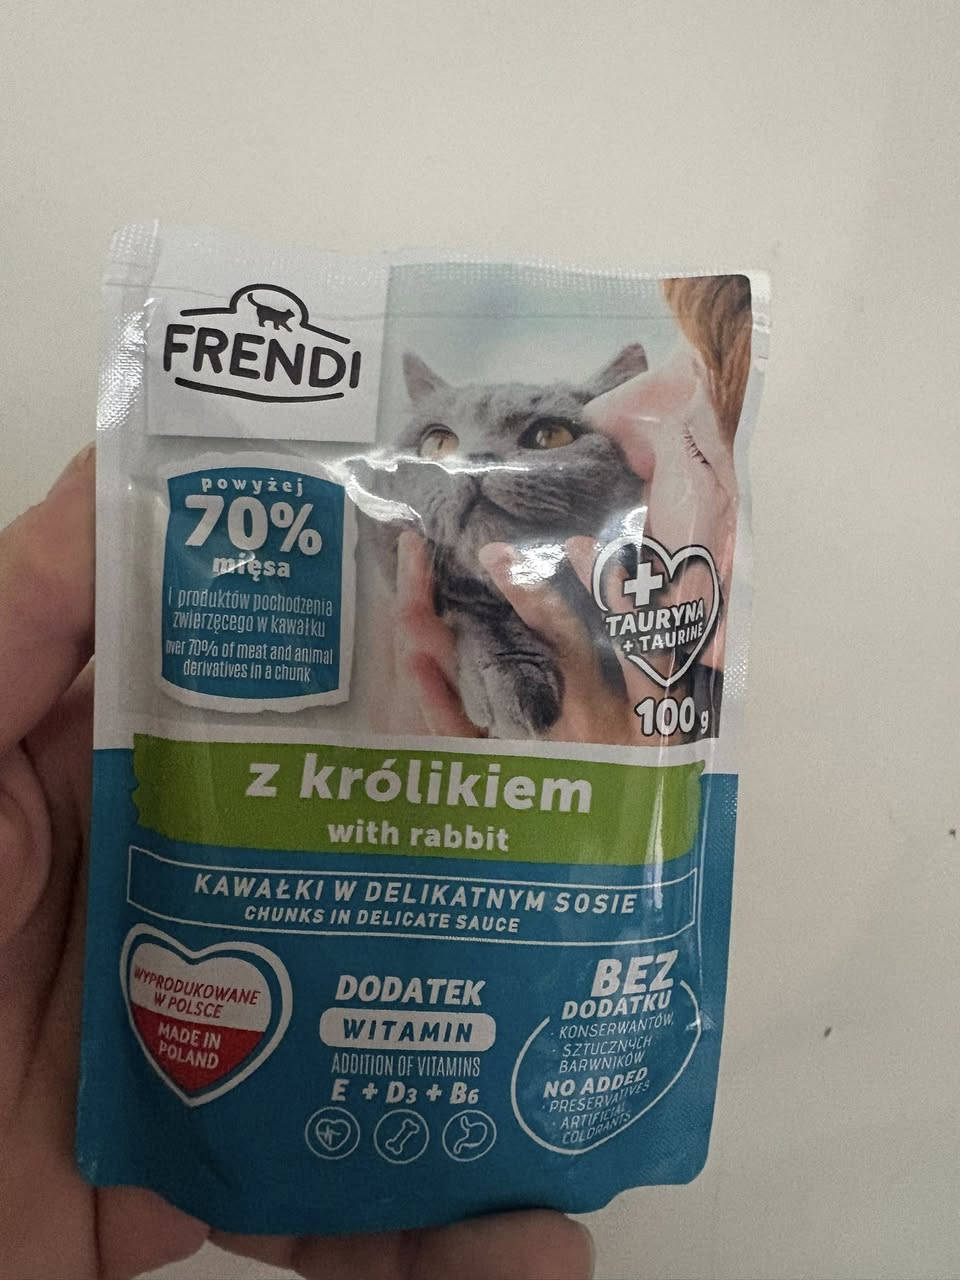 FRENDI
powyżej
70%
mięsa
i produktów pochodzenia
zwierzęcego w kawałku
over 70% of meat and animal
derivatives in a chunk
+
TAURYNA
+ TAURINE
100 g
z królikiem
with rabbit
KAWAŁKI W DELIKATNYM SOSIE
CHUNKS IN DELICATE SAUCE
WYPRODUKOWANE
W POLSCE
MADE IN
POLAND
DODATEK
WITAMIN
ADDITION OF VITAMINS
E + D3 + B6
BEZ
DODATKU
· KONSERWANTÓW
· SZTUCZNYCH
BARWNIKÓW
NO ADDED
· PRESERVATIVES
· ARTIFICIAL
COLORANTS